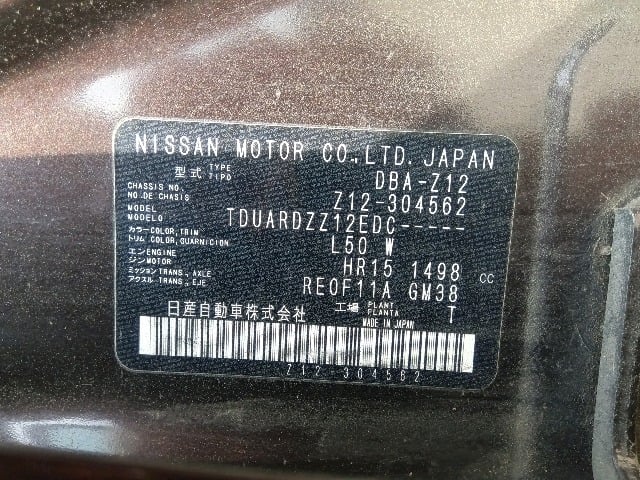 NISSAN MOTOR CO.,LTD. JAPAN
型式 TYPE TIPO DBA-Z12
CHASSIS NO. NO.DE CHASIS Z12-304562
MODEL MODELO TDUARDZZ12EDC-----
カラー COLOR, TRIM トリム COLOR, GUARNICION L50 W
エンジン ENGINE MOTOR HR15 1498 CC
ミッション TRANS., AXLE アクスル TRANS., EJE RE0F11A GM38
工場 PLANT PLANTA T
日産自動車株式会社 MADE IN JAPAN
Z12-304562